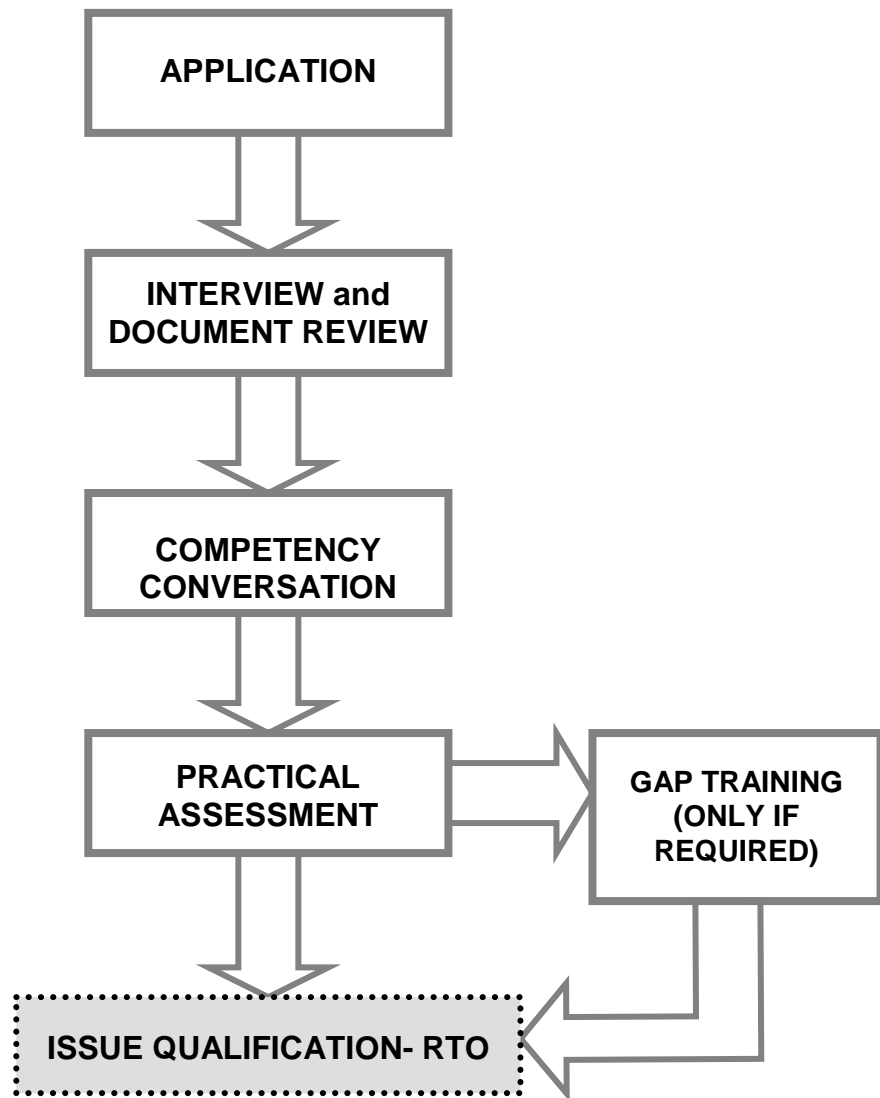 APPLICATION
INTERVIEW and
DOCUMENT REVIEW
COMPETENCY
CONVERSATION
PRACTICAL
ASSESSMENT
GAP TRAINING
(ONLY IF
REQUIRED)
ISSUE QUALIFICATION- RTO